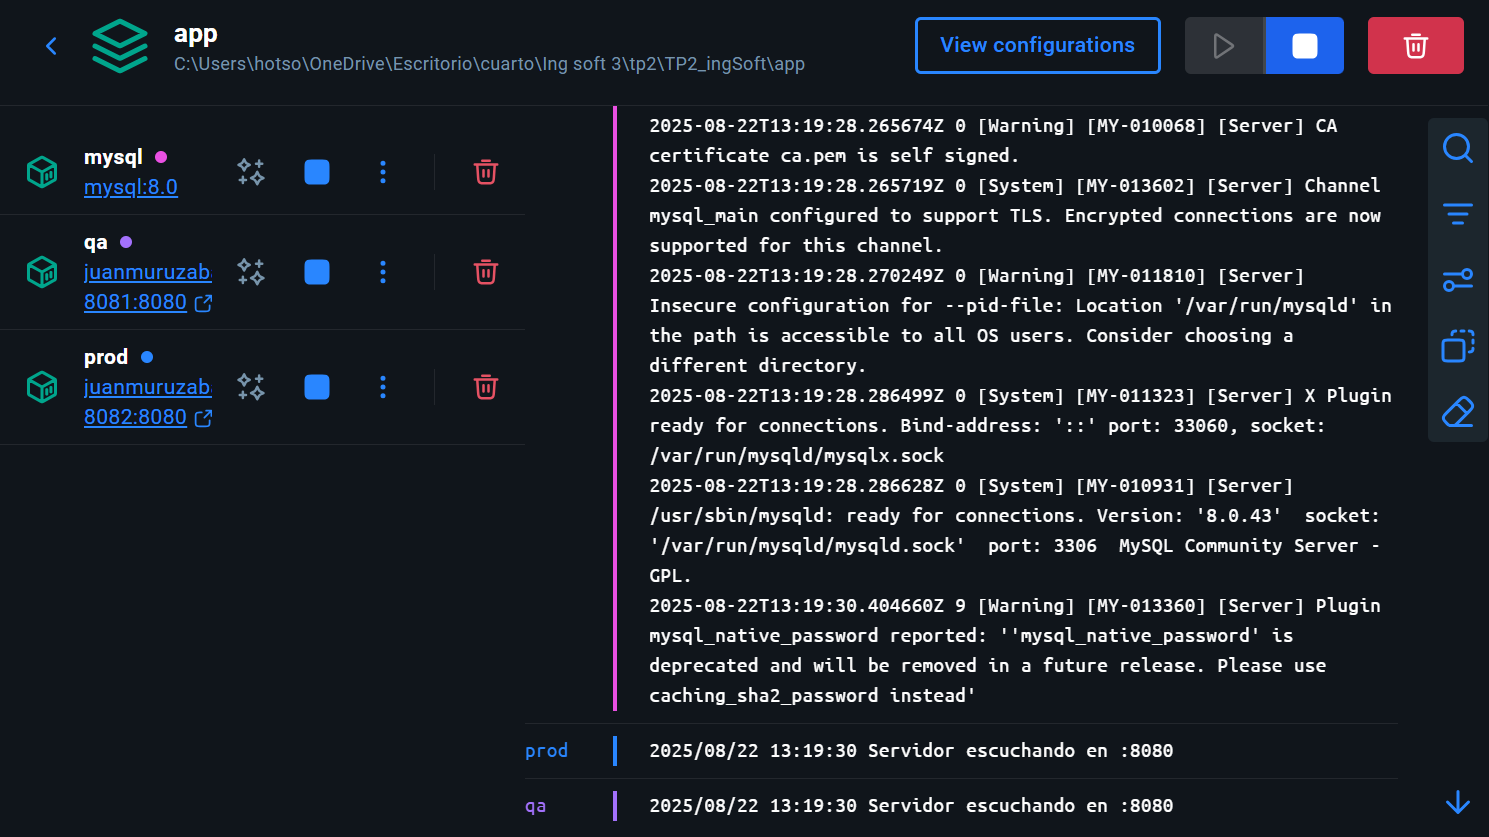 app
C:\Users\hotso\OneDrive\Escritorio\cuarto\Ing soft 3\tp2\TP2_ingSoft\app
View configurations
mysql
mysql:8.0
qa
juanmuruzab
8081:8080
prod
juanmuruzab
8082:8080
2025-08-22T13:19:28.265674Z 0 [Warning] [MY-010068] [Server] CA
certificate ca.pem is self signed.
2025-08-22T13:19:28.265719Z 0 [System] [MY-013602] [Server] Channel
mysql_main configured to support TLS. Encrypted connections are now
supported for this channel.
2025-08-22T13:19:28.270249Z 0 [Warning] [MY-011810] [Server]
Insecure configuration for --pid-file: Location '/var/run/mysqld' in
the path is accessible to all OS users. Consider choosing a
different directory.
2025-08-22T13:19:28.286499Z 0 [System] [MY-011323] [Server] X Plugin
ready for connections. Bind-address: '::' port: 33060, socket:
/var/run/mysqld/mysqlx.sock
2025-08-22T13:19:28.286628Z 0 [System] [MY-010931] [Server]
/usr/sbin/mysqld: ready for connections. Version: '8.0.43'  socket:
'/var/run/mysqld/mysqld.sock'  port: 3306  MySQL Community Server -
GPL.
2025-08-22T13:19:30.404660Z 9 [Warning] [MY-013360] [Server] Plugin
mysql_native_password reported: ''mysql_native_password' is
deprecated and will be removed in a future release. Please use
caching_sha2_password instead'
prod 2025/08/22 13:19:30 Servidor escuchando en :8080
qa 2025/08/22 13:19:30 Servidor escuchando en :8080